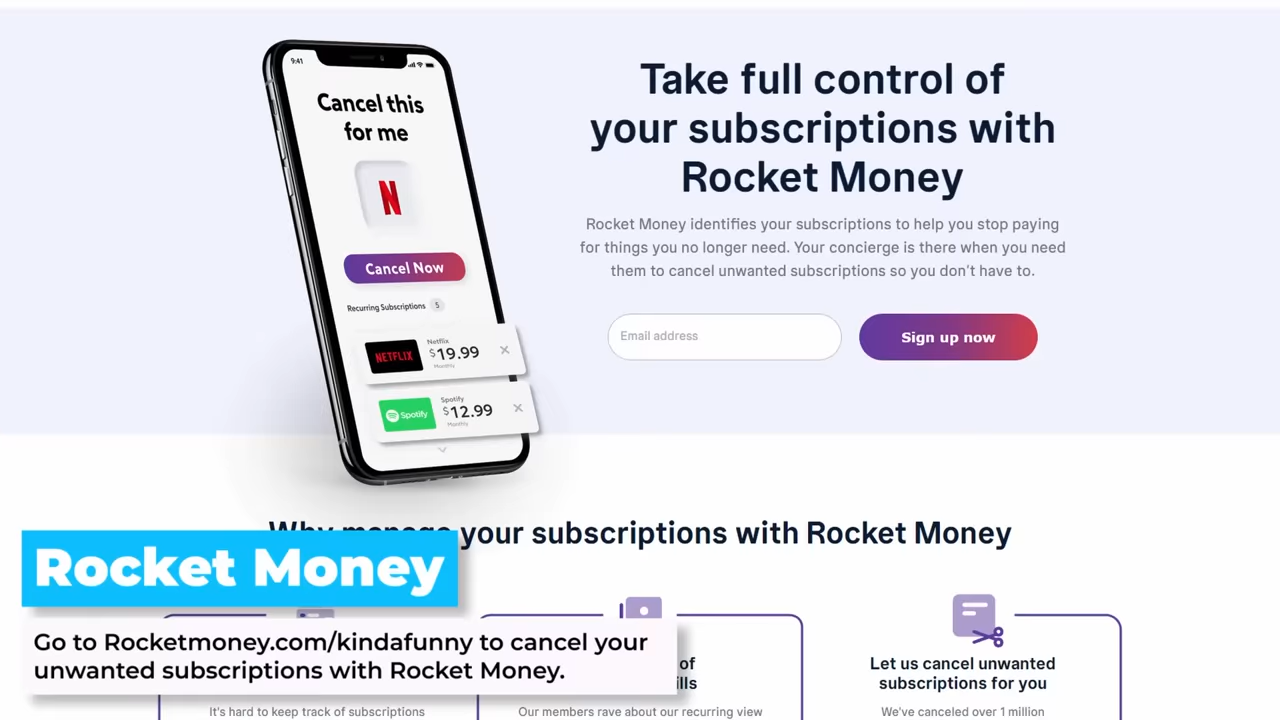 9:41
Cancel this
for me
N
Cancel Now
Recurring Subscriptions 5
NETFLIX
Netflix
$19.99
Monthly
Spotify
Spotify
$12.99
Monthly
Take full control of
your subscriptions with
Rocket Money
Rocket Money identifies your subscriptions to help you stop paying
for things you no longer need. Your concierge is there when you need
them to cancel unwanted subscriptions so you don't have to.
Email address
Sign up now
Why manage your subscriptions with Rocket Money
Rocket Money
Go to Rocketmoney.com/kindafunny to cancel your
unwanted subscriptions with Rocket Money.
of
ills
Let us cancel unwanted
subscriptions for you
It's hard to keep track of subscriptions
Our members rave about our recurring view
We've canceled over 1 million